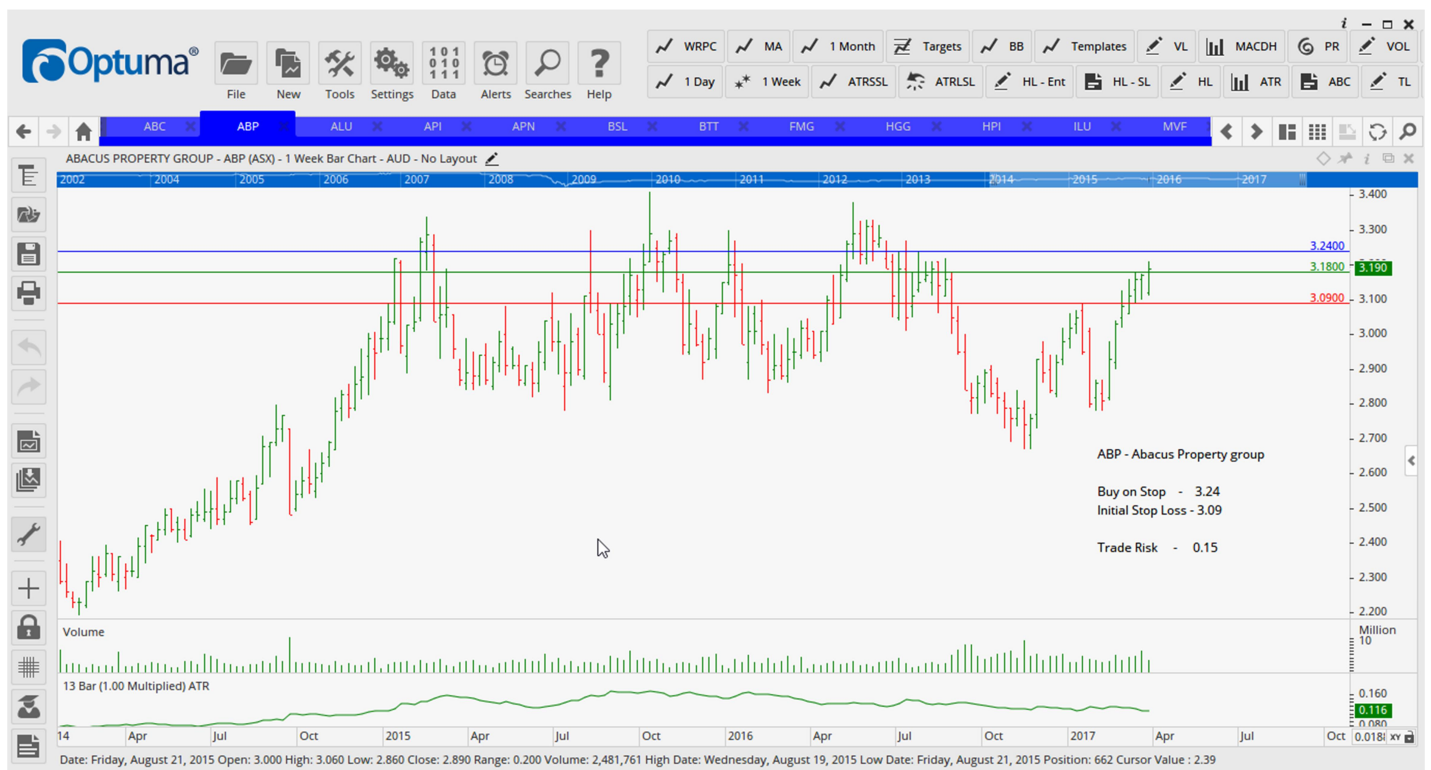 i
Optuma®
File
New
Tools
Settings
Data
Alerts
Searches
Help
101
010
111
WRPC
MA
1 Month
Targets
BB
Templates
VL
MACDH
PR
VOL
1 Day
1 Week
ATRSSL
ATRLSL
HL - Ent
HL - SL
HL
ATR
ABC
TL
ABC
ABP
ALU
API
APN
BSL
BTT
FMG
HGG
HPI
ILU
MVF
ABACUS PROPERTY GROUP - ABP (ASX) - 1 Week Bar Chart - AUD - No Layout
2002 2004 2005 2006 2007 2008 2009 2010 2011 2012 2013 2014 2015 2016 2017
3.400
3.300
3.2400
3.1800
3.190
3.100
3.0900
3.000
2.900
2.800
2.700
2.600
2.500
2.400
2.300
2.200
ABP - Abacus Property group
Buy on Stop - 3.24
Initial Stop Loss - 3.09
Trade Risk - 0.15
Volume
Million
10
13 Bar (1.00 Multiplied) ATR
0.160
0.116
0.080
14 Apr Jul Oct 2015 Apr Jul Oct 2016 Apr Jul Oct 2017 Apr Jul Oct
XY
Date: Friday, August 21, 2015 Open: 3.000 High: 3.060 Low: 2.860 Close: 2.890 Range: 0.200 Volume: 2,481,761 High Date: Wednesday, August 19, 2015 Low Date: Friday, August 21, 2015 Position: 662 Cursor Value : 2.39